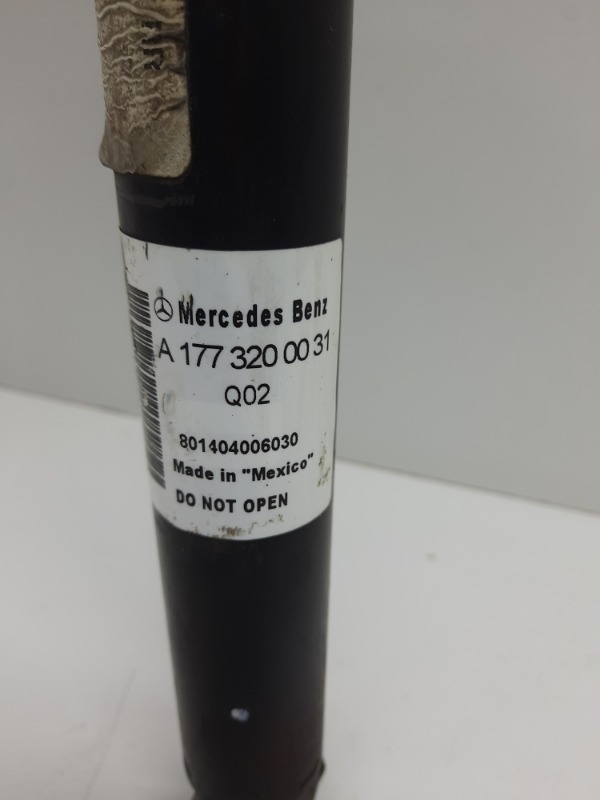 Mercedes Benz
A 177 320 00 31
Q02
801404006030
Made in "Mexico"
DO NOT OPEN